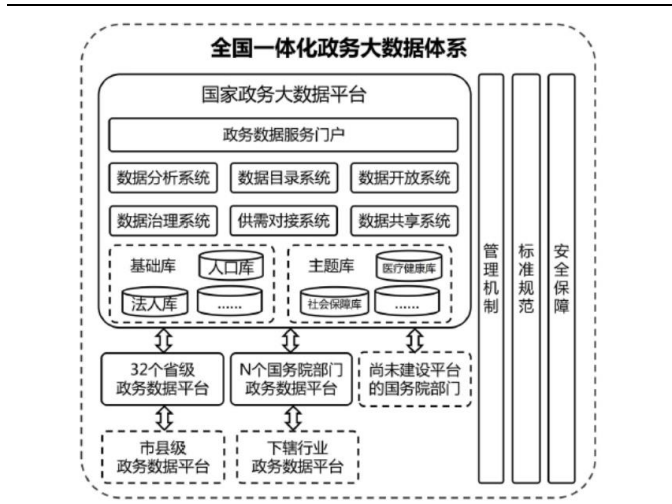 全国一体化政务大数据体系
国家政务大数据平台
政务数据服务门户
数据分析系统 数据目录系统 数据开放系统
数据治理系统 供需对接系统 数据共享系统
基础库 人口库 主题库 医疗健康库
法人库 …… 社会保障库 ……
32个省级
政务数据平台
N个国务院部门
政务数据平台
尚未建设平台
的国务院部门
市县级
政务数据平台
下辖行业
政务数据平台
管理机制
标准规范
安全保障